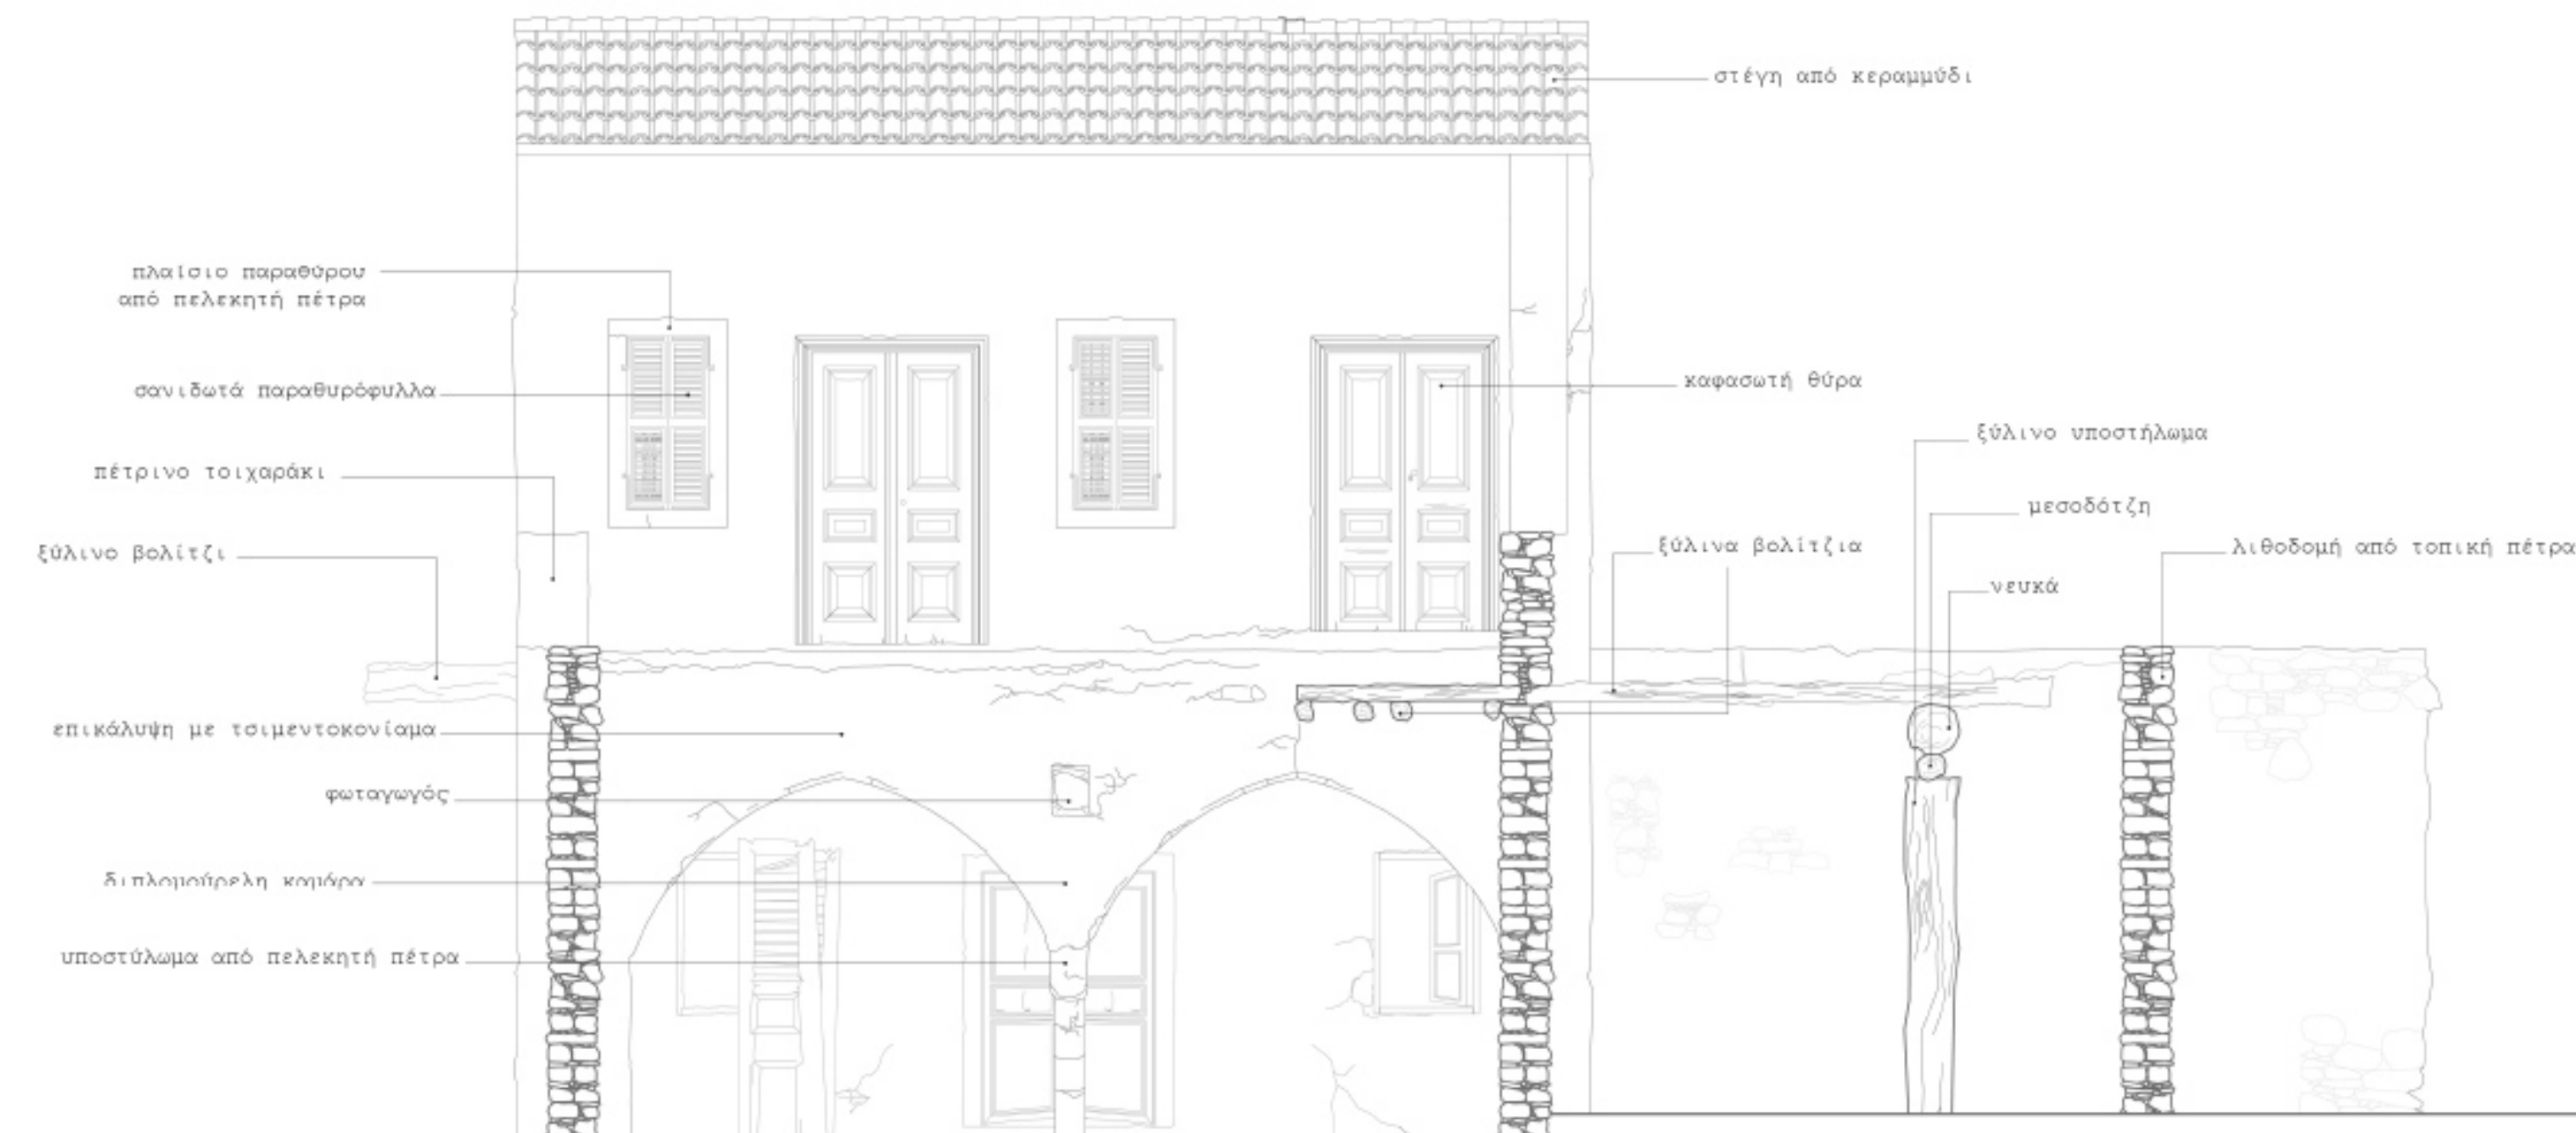 στέγη από κεραμμύδι
πλαίσιο παραθύρου
από πελεκητή πέτρα
σανιδωτά παραθυρόφυλλα
καφασωτή θύρα
ξύλινο υποστήλωμα
πέτρινο τοιχαράκι
μεσοδότζη
ξύλινο βολίτζι
ξύλινα βολίτζια
λιθοδομή από τοπική πέτρα
νευκά
επικάλυψη με τσιμεντοκονίαμα
φωταγωγός
διπλομούρελη καμάρα
υποστύλωμα από πελεκητή πέτρα